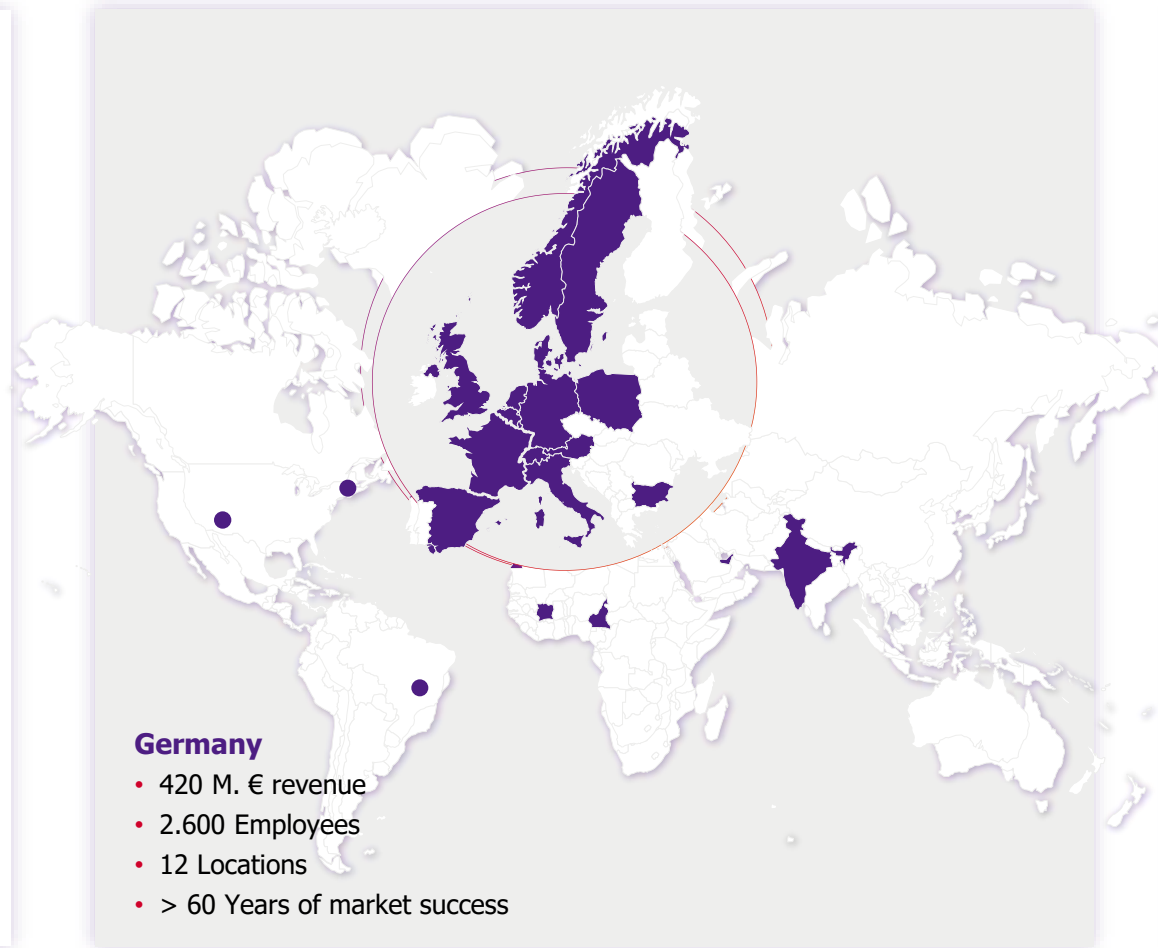 Germany
• 420 M. € revenue
• 2.600 Employees
• 12 Locations
• > 60 Years of market success